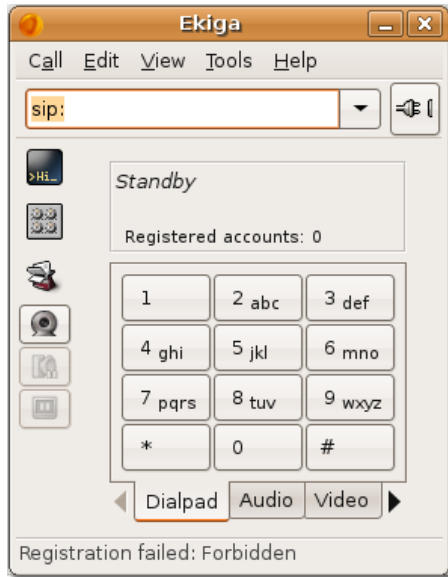 Ekiga
Call Edit View Tools Help
sip:
>Hi_
Standby
Registered accounts: 0
1 2 abc 3 def
4 ghi 5 jkl 6 mno
7 pqrs 8 tuv 9 wxyz
* 0 #
Dialpad Audio Video
Registration failed: Forbidden